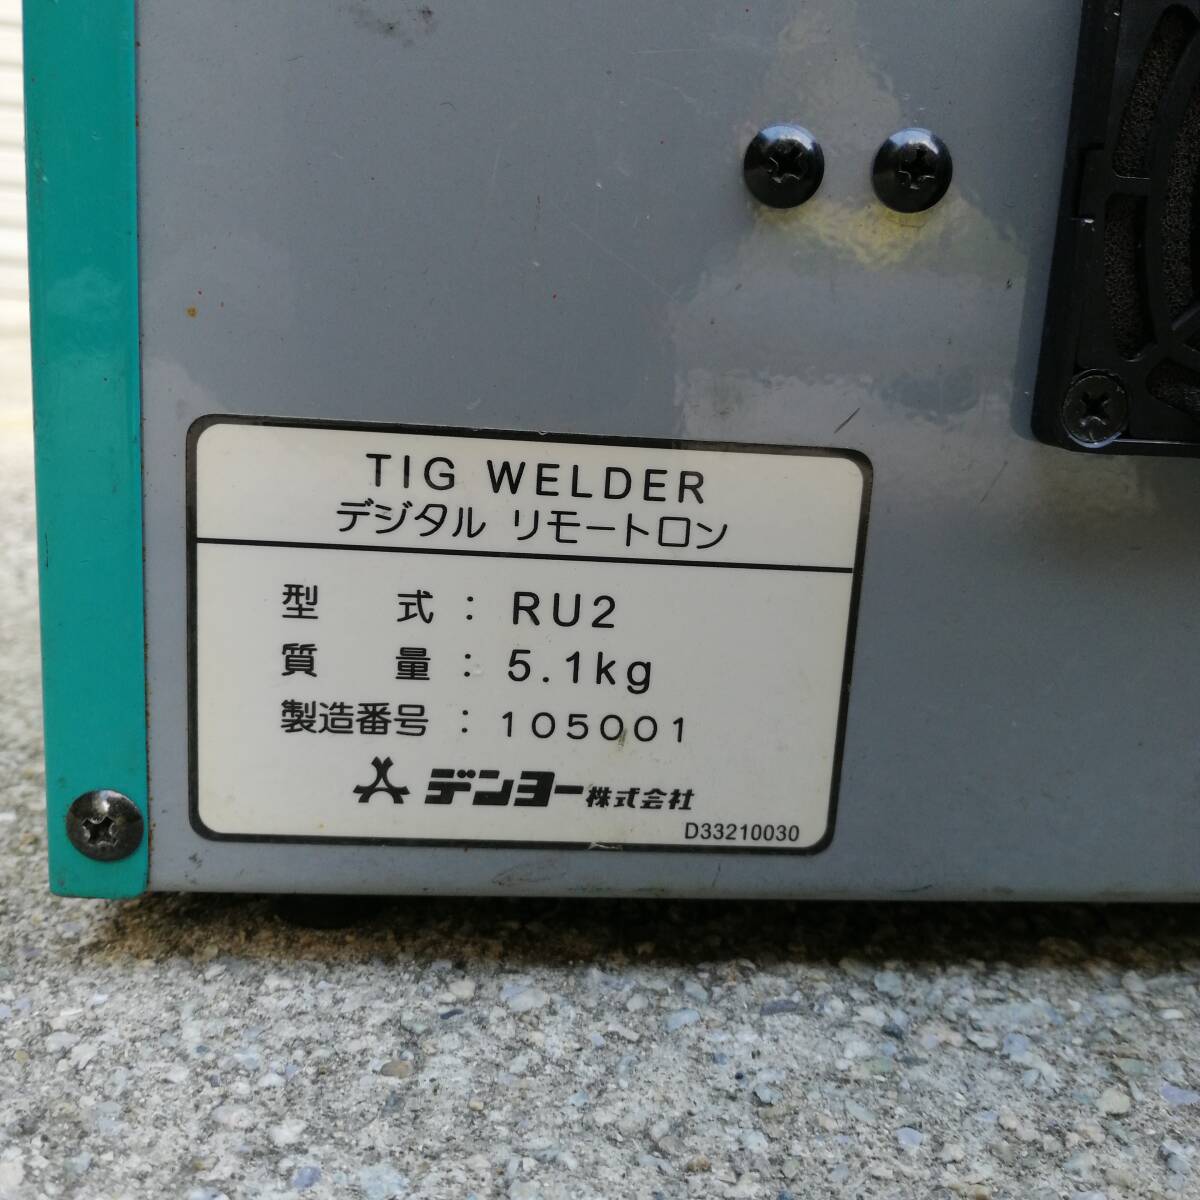 TIG WELDER
デジタル リモートロン
型 式 : RU2
質 量 : 5.1kg
製造番号 : 105001
デンヨー株式会社
D33210030